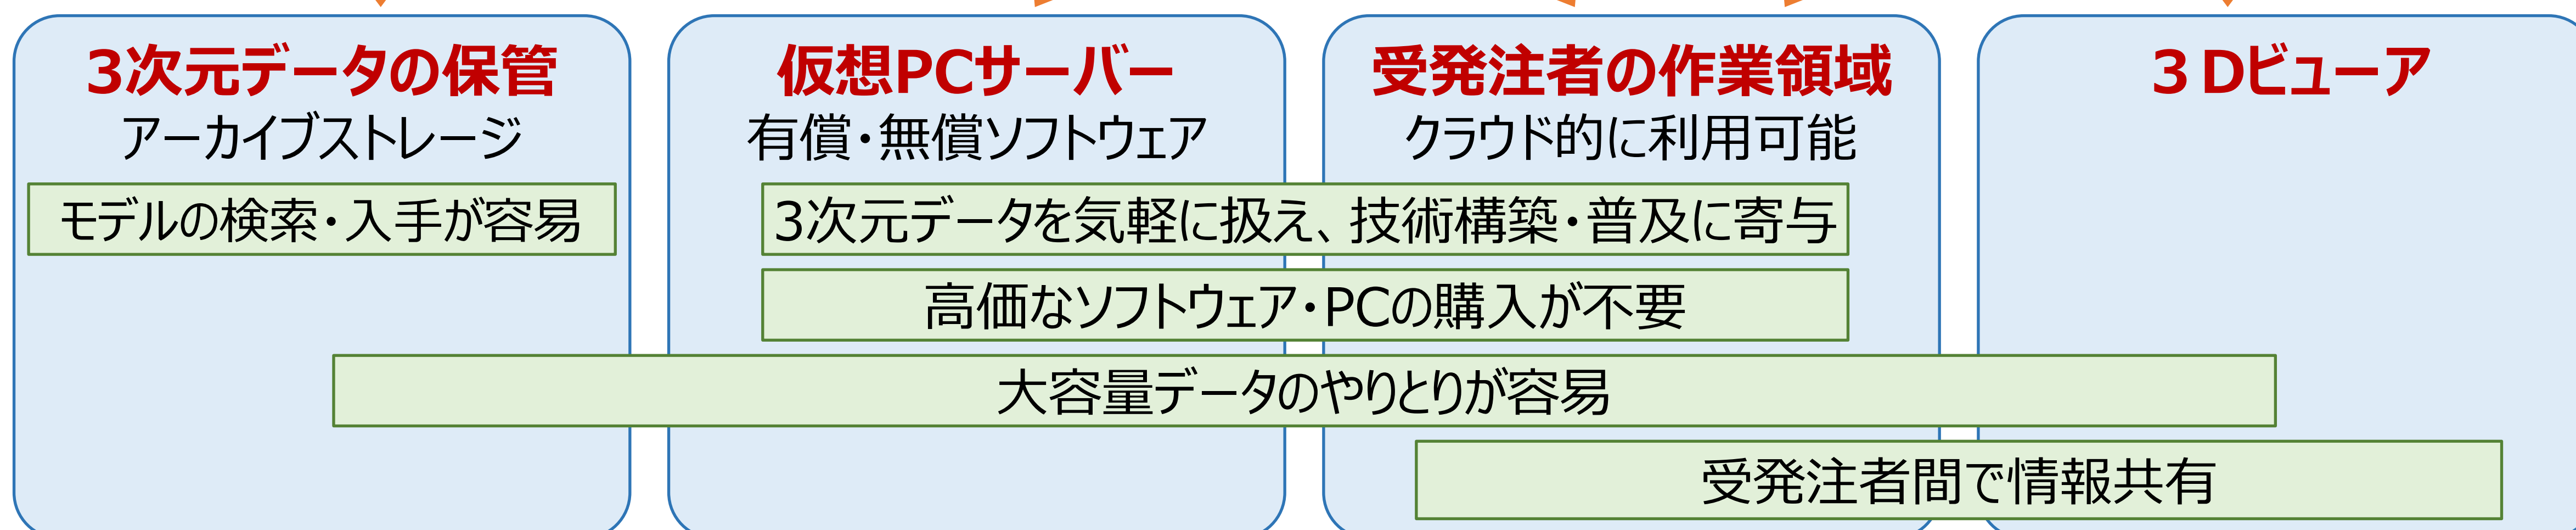 3次元データの保管
アーカイブストレージ
モデルの検索・入手が容易
仮想PCサーバー
有償・無償ソフトウェア
受発注者の作業領域
クラウド的に利用可能
３Dビューア
3次元データを気軽に扱え、技術構築・普及に寄与
高価なソフトウェア・PCの購入が不要
大容量データのやりとりが容易
受発注者間で情報共有